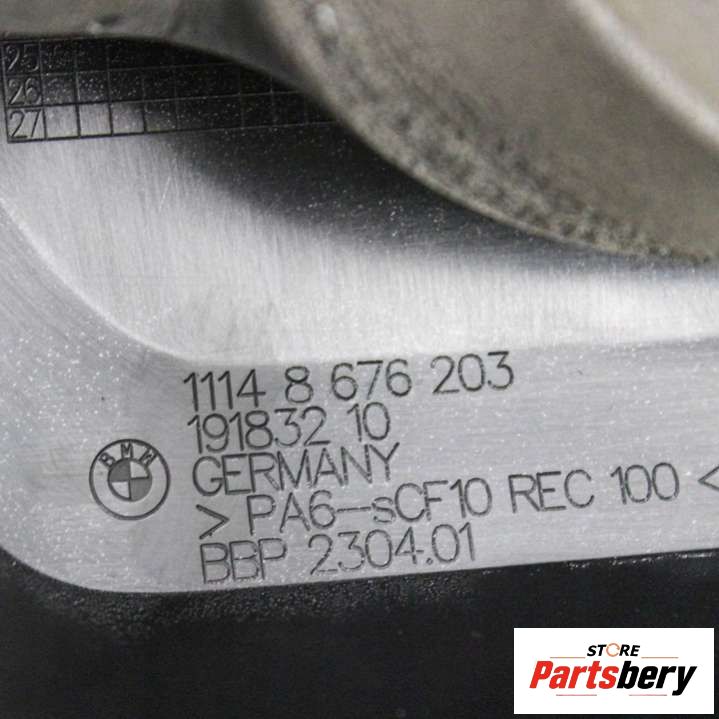 25
26
27
1114 8 676 203
191832 10
BMW
GERMANY
> PA6-sCF10 REC 100 <
BBP 2304.01
STORE
Partsbery